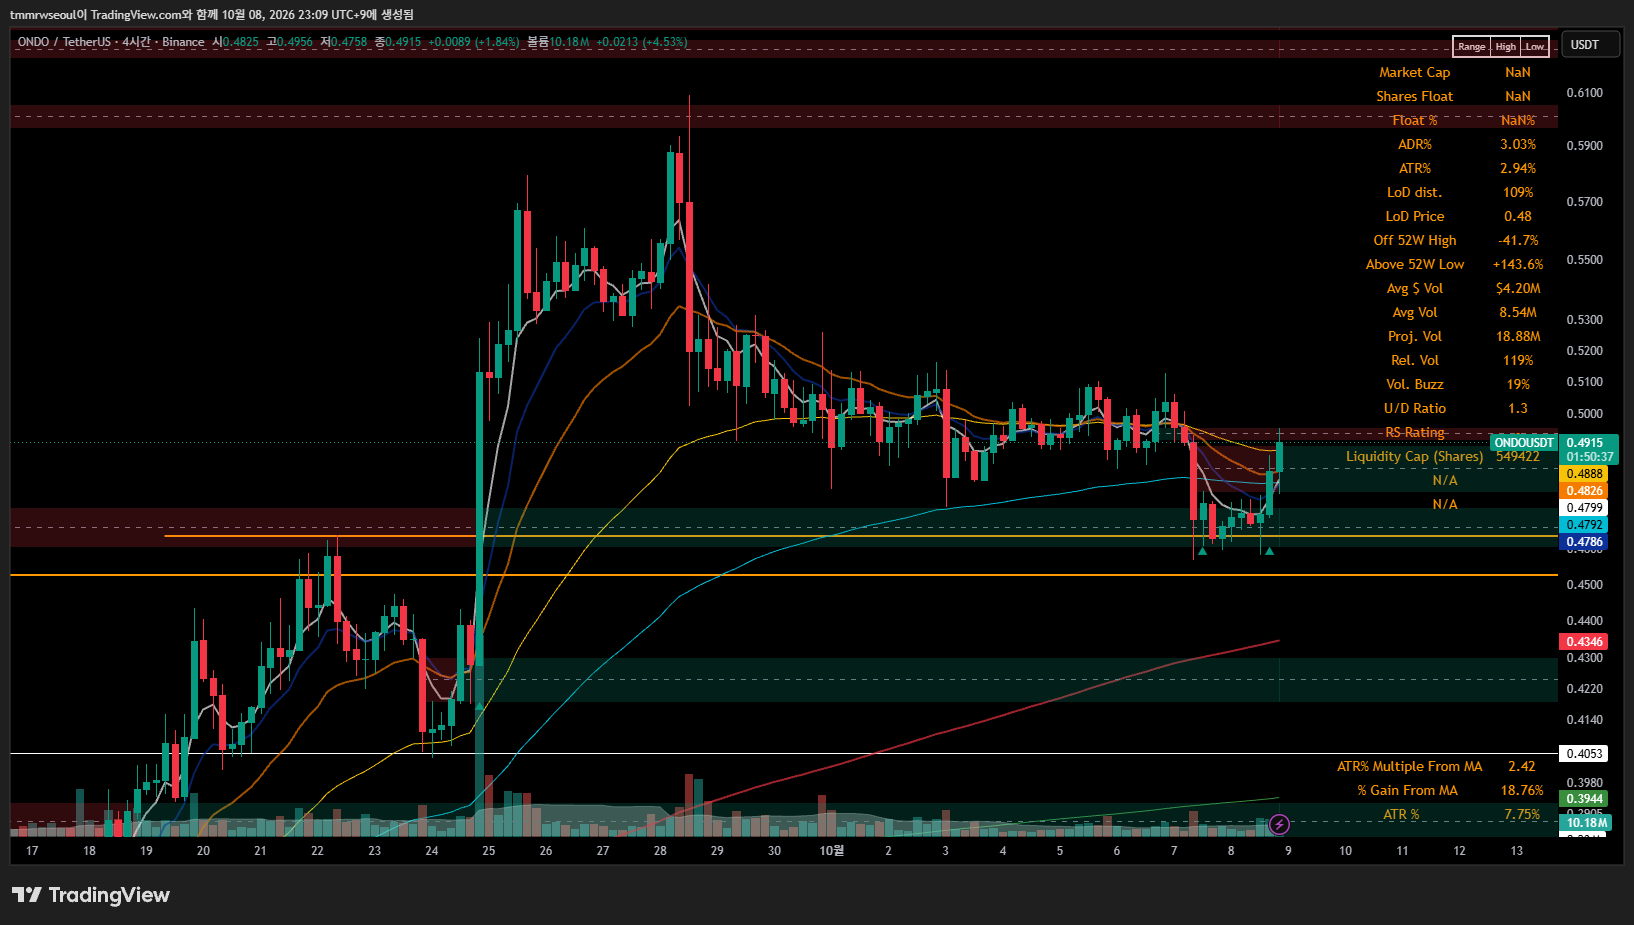 tmmrwseoul이 TradingView.com와 함께 10월 08, 2026 23:09 UTC+9에 생성됨
ONDO / TetherUS · 4시간 · Binance 시0.4825 고0.4956 저0.4758 종0.4915 +0.0089 (+1.84%) 볼륨10.18M +0.0213 (+4.53%)
Range High Low
USDT
Market Cap NaN
Shares Float NaN
Float % NaN%
ADR% 3.03%
ATR% 2.94%
LoD dist. 109%
LoD Price 0.48
Off 52W High -41.7%
Above 52W Low +143.6%
Avg $ Vol $4.20M
Avg Vol 8.54M
Proj. Vol 18.88M
Rel. Vol 119%
Vol. Buzz 19%
U/D Ratio 1.3
RS Rating
Liquidity Cap (Shares) 549422
N/A
N/A
0.6100
0.5900
0.5700
0.5500
0.5300
0.5200
0.5100
0.5000
ONDOUSDT 0.4915
01:50:37
0.4888
0.4826
0.4799
0.4792
0.4786
0.4500
0.4400
0.4346
0.4300
0.4220
0.4140
0.4053
0.3980
0.3944
10.18M
ATR% Multiple From MA 2.42
% Gain From MA 18.76%
ATR % 7.75%
17 18 19 20 21 22 23 24 25 26 27 28 29 30 10월 2 3 4 5 6 7 8 9 10 11 12 13
TradingView